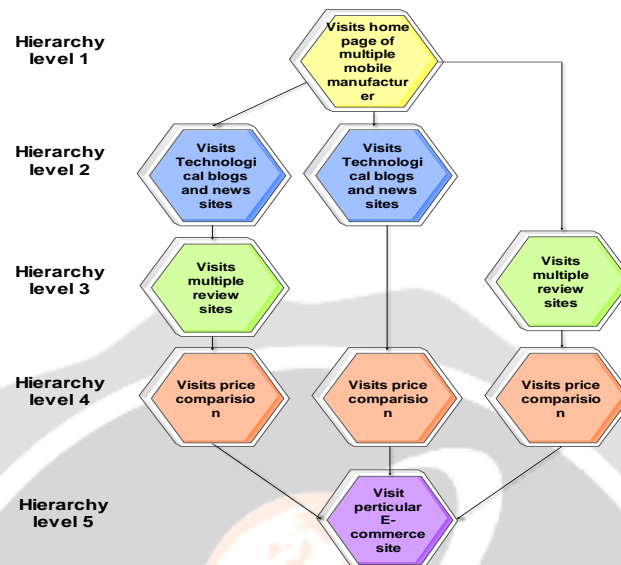 Hierarchy
level 1
Visits home
page of
multiple
mobile
manufactur
er
Hierarchy
level 2
Visits
Technologi
cal blogs
and news
sites
Visits
Technologi
cal blogs
and news
sites
Hierarchy
level 3
Visits
multiple
review
sites
Visits
multiple
review
sites
Hierarchy
level 4
Visits price
comparisio
n
Visits price
comparisio
n
Visits price
comparisio
n
Hierarchy
level 5
Visit
perticular
E-
commerce
site